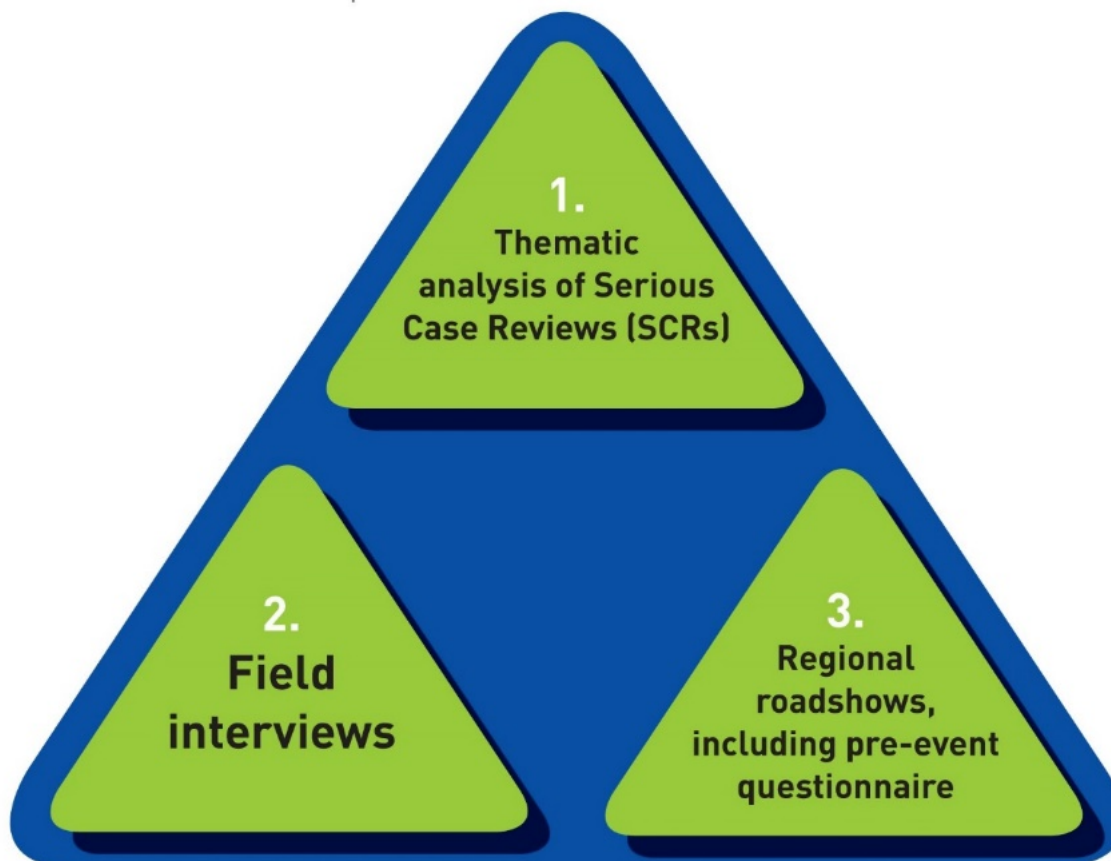 1.
Thematic
analysis of Serious
Case Reviews (SCRs)
2.
Field
interviews
3.
Regional
roadshows,
including pre-event
questionnaire